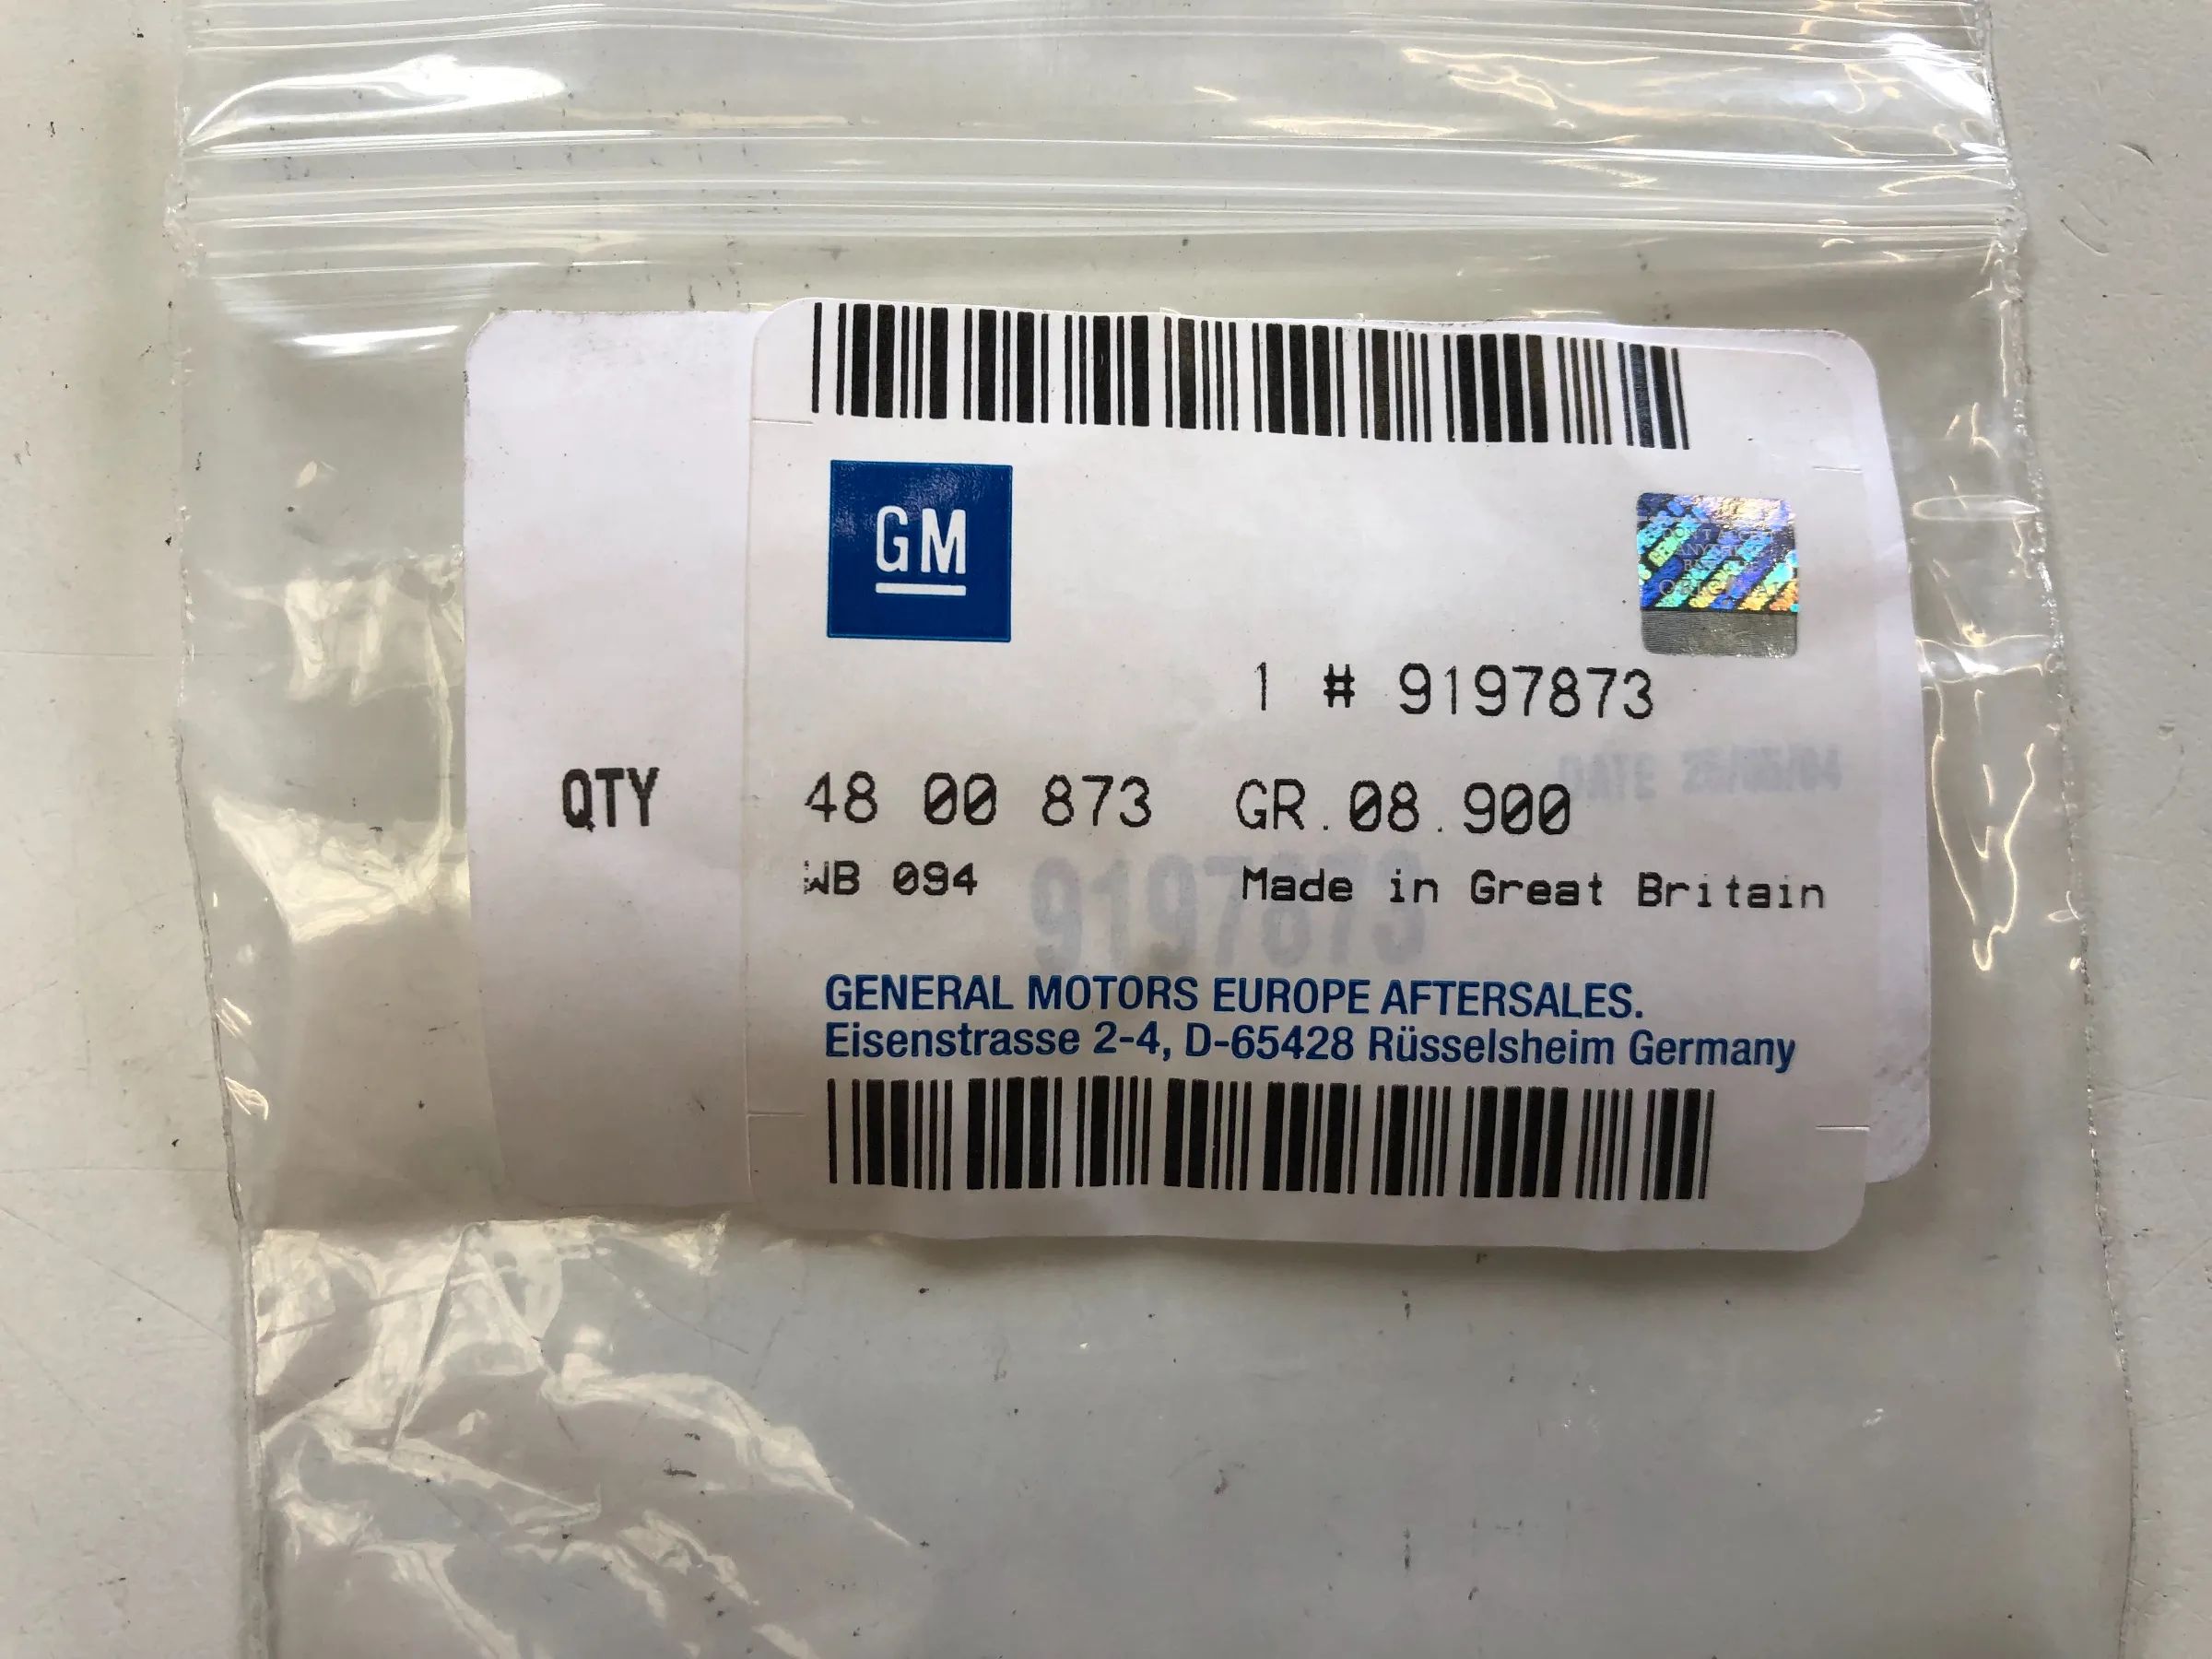 GM
1 # 9197873
DATE
QTY
48 00 873 GR.08.900
WB 094 Made in Great Britain
9197873
GENERAL MOTORS EUROPE AFTERSALES.
Eisenstrasse 2-4, D-65428 Rüsselsheim Germany